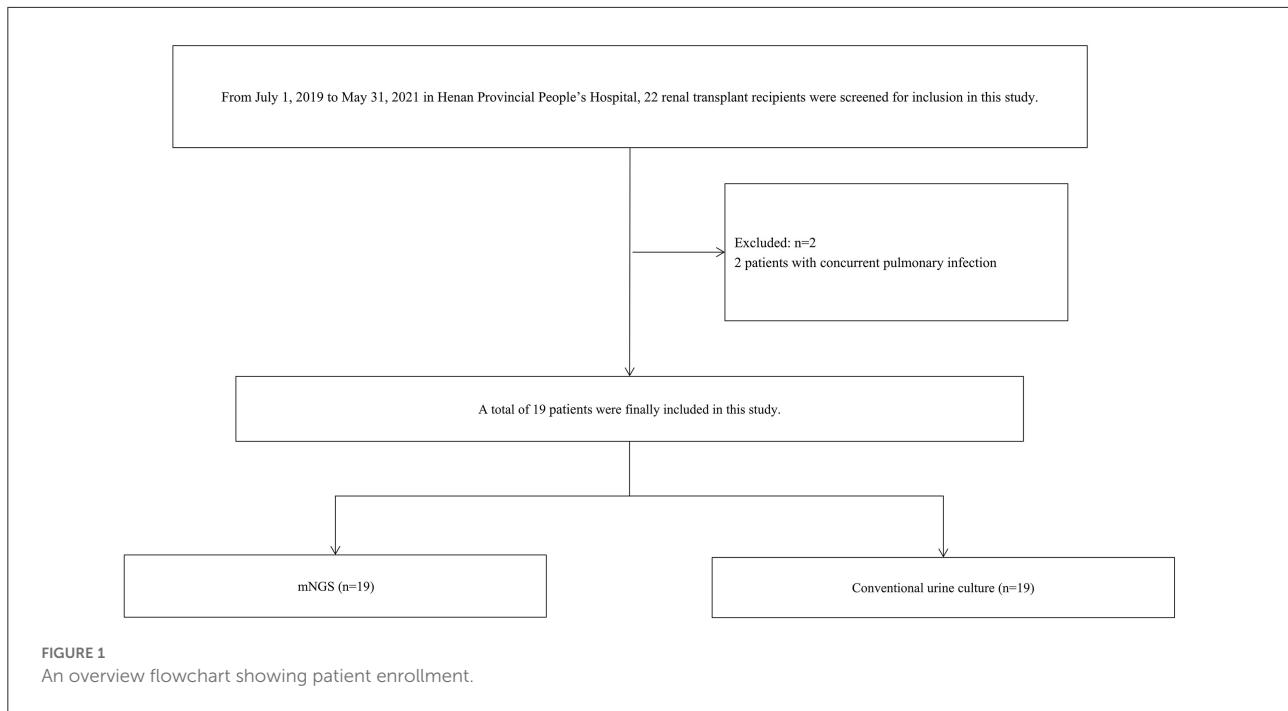 From July 1, 2019 to May 31, 2021 in Henan Provincial People’s Hospital, 22 renal transplant recipients were screened for inclusion in this study.
Excluded: n=2
2 patients with concurrent pulmonary infection
A total of 19 patients were finally included in this study.
mNGS (n=19)
Conventional urine culture (n=19)
FIGURE 1
An overview flowchart showing patient enrollment.